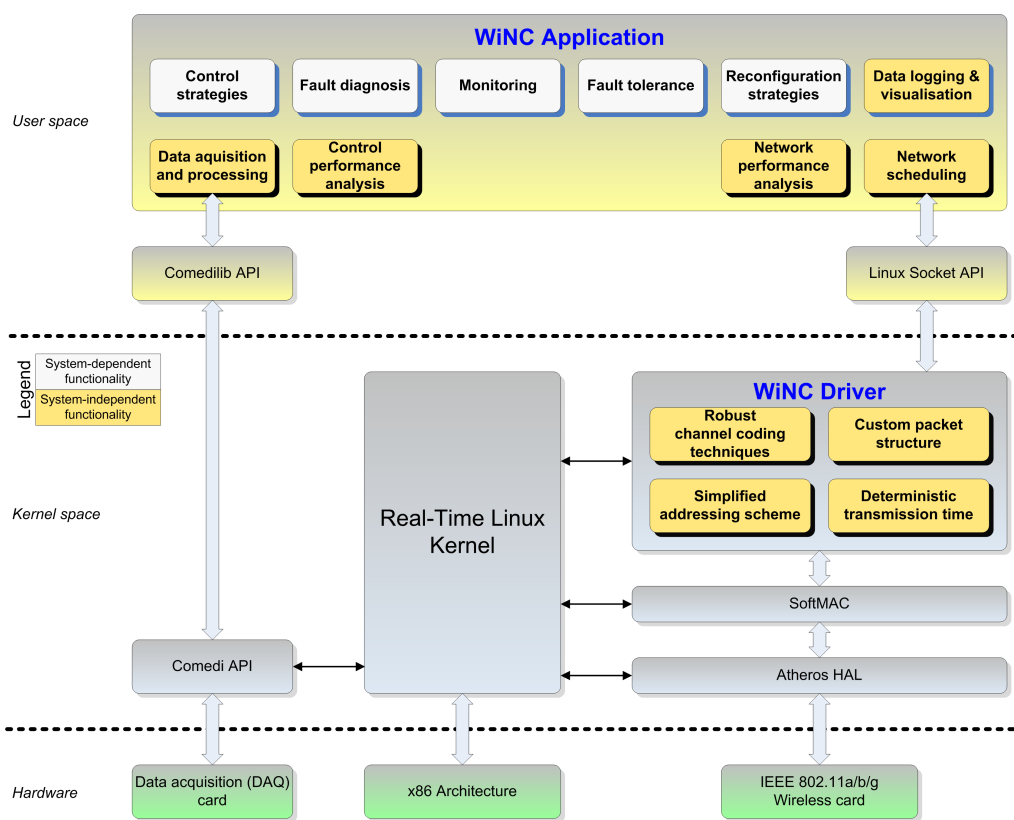 WiNC Application
Control
strategies
Fault diagnosis
Monitoring
Fault tolerance
Reconfiguration
strategies
Data logging &
visualisation
User space
Data aquisition
and processing
Control
performance
analysis
Network
performance
analysis
Network
scheduling
Comedilib API
Linux Socket API
Legend
System-dependent
functionality
System-independent
functionality
WiNC Driver
Robust
channel coding
techniques
Custom packet
structure
Simplified
addressing scheme
Deterministic
transmission time
Kernel space
Real-Time Linux
Kernel
SoftMAC
Comedi API
Atheros HAL
Hardware
Data acquisition (DAQ)
card
x86 Architecture
IEEE 802.11a/b/g
Wireless card